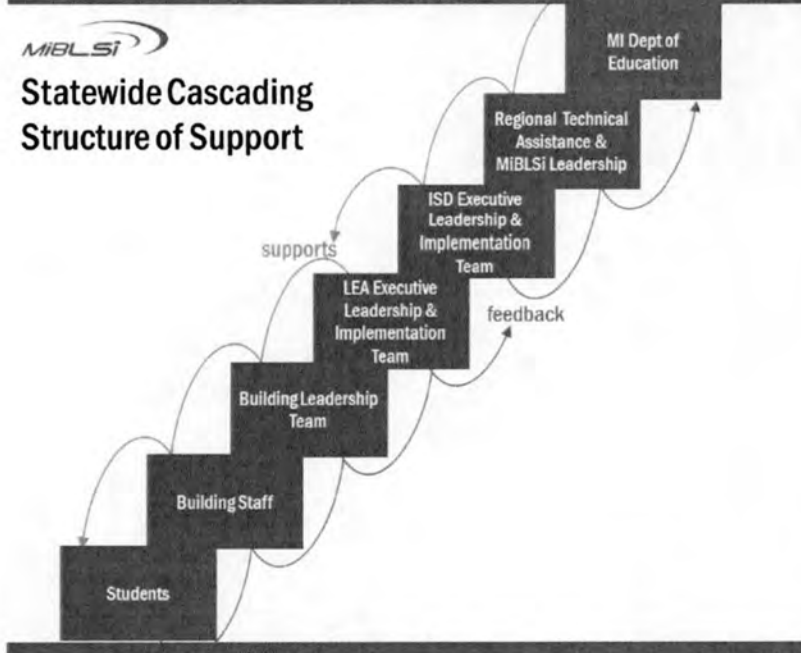 MiBLSi
Statewide Cascading
Structure of Support
MI Dept of
Education
Regional Technical
Assistance &
MiBLSi Leadership
ISD Executive
Leadership &
Implementation
Team
supports
LEA Executive
Leadership &
Implementation
Team
feedback
Building Leadership
Team
Building Staff
Students